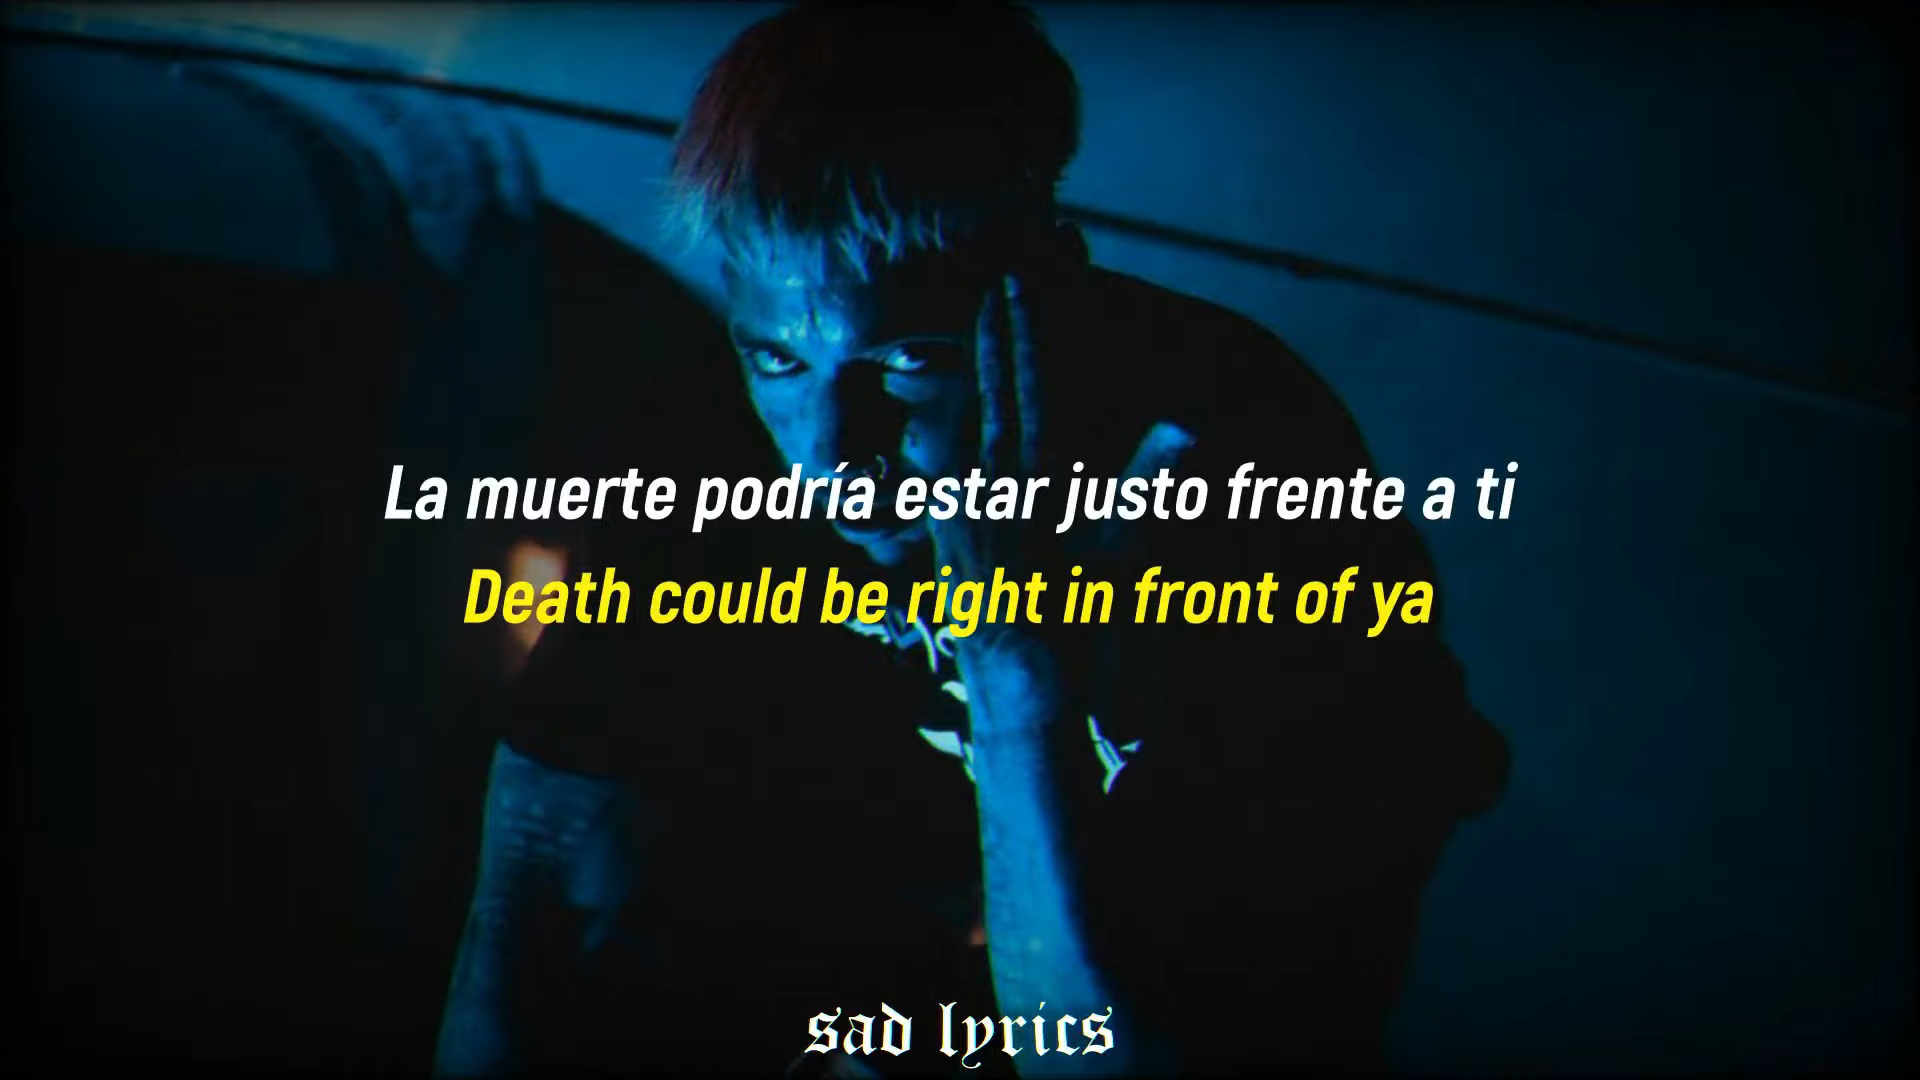 La muerte podría estar justo frente a ti
Death could be right in front of ya
sad lyrics